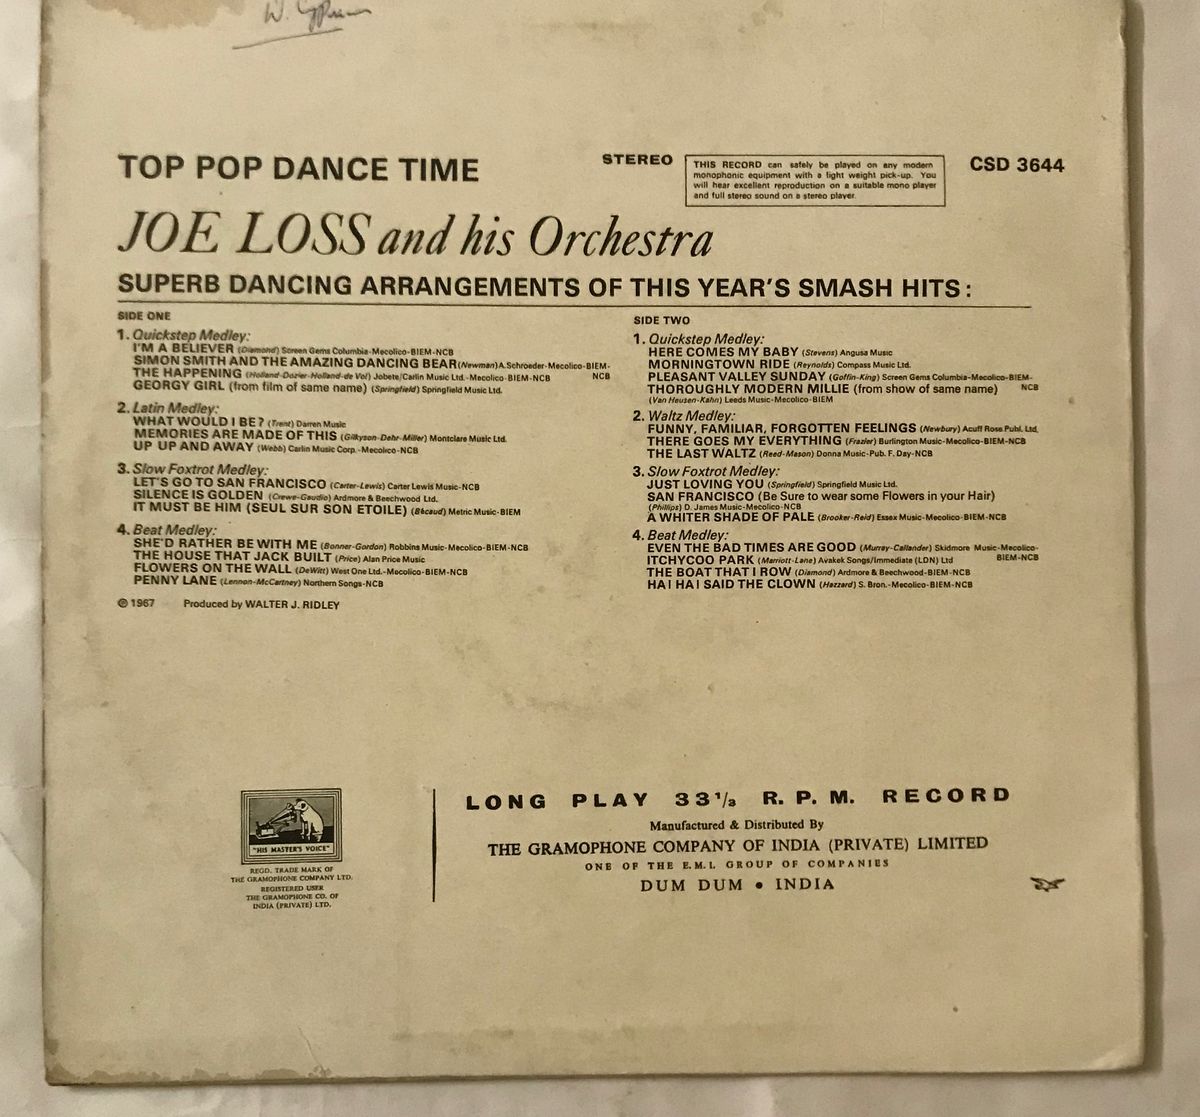 TOP POP DANCE TIME
STEREO
THIS RECORD can safely be played on any modern
monophonic equipment with a light weight pick-up. You
will hear excellent reproduction on a suitable mono player
and full stereo sound on a stereo player.
CSD 3644
JOE LOSS and his Orchestra
SUPERB DANCING ARRANGEMENTS OF THIS YEAR'S SMASH HITS:
SIDE ONE
1. Quickstep Medley:
I'M A BELIEVER (Diamond) Screen Gems Columbia-Mecolico-BIEM-NCB
SIMON SMITH AND THE AMAZING DANCING BEAR (Newman) A.Schroeder-Mecolico-BIEM-
THE HAPPENING (Holland-Dozier-Holland-de Vol) Jobete/Carlin Music Ltd.-Mecolico-BIEM-NCB NCB
GEORGY GIRL (from film of same name) (Springfield) Springfield Music Ltd.
2. Latin Medley:
WHAT WOULD I BE? (Trent) Darren Music
MEMORIES ARE MADE OF THIS (Gilkyson-Dehr-Miller) Montclare Music Ltd.
UP UP AND AWAY (Webb) Carlin Music Corp.-Mecolico-NCB
3. Slow Foxtrot Medley:
LET'S GO TO SAN FRANCISCO (Carter-Lewis) Carter Lewis Music-NCB
SILENCE IS GOLDEN (Crewe-Gaudio) Ardmore & Beechwood Ltd.
IT MUST BE HIM (SEUL SUR SON ETOILE) (Bécaud) Metric Music-BIEM
4. Beat Medley:
SHE'D RATHER BE WITH ME (Bonner-Gordon) Robbins Music-Mecolico-BIEM-NCB
THE HOUSE THAT JACK BUILT (Price) Alan Price Music
FLOWERS ON THE WALL (DeWitt) West One Ltd.-Mecolico-BIEM-NCB
PENNY LANE (Lennon-McCartney) Northern Songs-NCB
℗ 1967 Produced by WALTER J. RIDLEY
SIDE TWO
1. Quickstep Medley:
HERE COMES MY BABY (Stevens) Angusa Music
MORNINGTOWN RIDE (Reynolds) Compass Music Ltd.
PLEASANT VALLEY SUNDAY (Goffin-King) Screen Gems Columbia-Mecolico-BIEM-
THOROUGHLY MODERN MILLIE (from show of same name) NCB
(Van Heusen-Kahn) Leeds Music-Mecolico-BIEM
2. Waltz Medley:
FUNNY, FAMILIAR, FORGOTTEN FEELINGS (Newbury) Acuff Rose Publ. Ltd.
THERE GOES MY EVERYTHING (Frazier) Burlington Music-Mecolico-BIEM-NCB
THE LAST WALTZ (Reed-Mason) Donna Music-Pub. F. Day-NCB
3. Slow Foxtrot Medley:
JUST LOVING YOU (Springfield) Springfield Music Ltd.
SAN FRANCISCO (Be Sure to wear some Flowers in your Hair)
(Phillips) D. James Music-Mecolico-NCB
A WHITER SHADE OF PALE (Brooker-Reid) Essex Music-Mecolico-BIEM-NCB
4. Beat Medley:
EVEN THE BAD TIMES ARE GOOD (Murray-Callander) Skidmore Music-Mecolico-
ITCHYCOO PARK (Marriott-Lane) Avakek Songs/Immediate (LDN) Ltd BIEM-NCB
THE BOAT THAT I ROW (Diamond) Ardmore & Beechwood-BIEM-NCB
HA! HA! SAID THE CLOWN (Hazzard) S. Bron.-Mecolico-BIEM-NCB
"HIS MASTER'S VOICE"
REGD. TRADE MARK OF
THE GRAMOPHONE COMPANY LTD.
REGISTERED USER
THE GRAMOPHONE CO. OF
INDIA (PRIVATE) LTD.
LONG PLAY 33⅓ R. P. M. RECORD
Manufactured & Distributed By
THE GRAMOPHONE COMPANY OF INDIA (PRIVATE) LIMITED
ONE OF THE E.M.I. GROUP OF COMPANIES
DUM DUM • INDIA